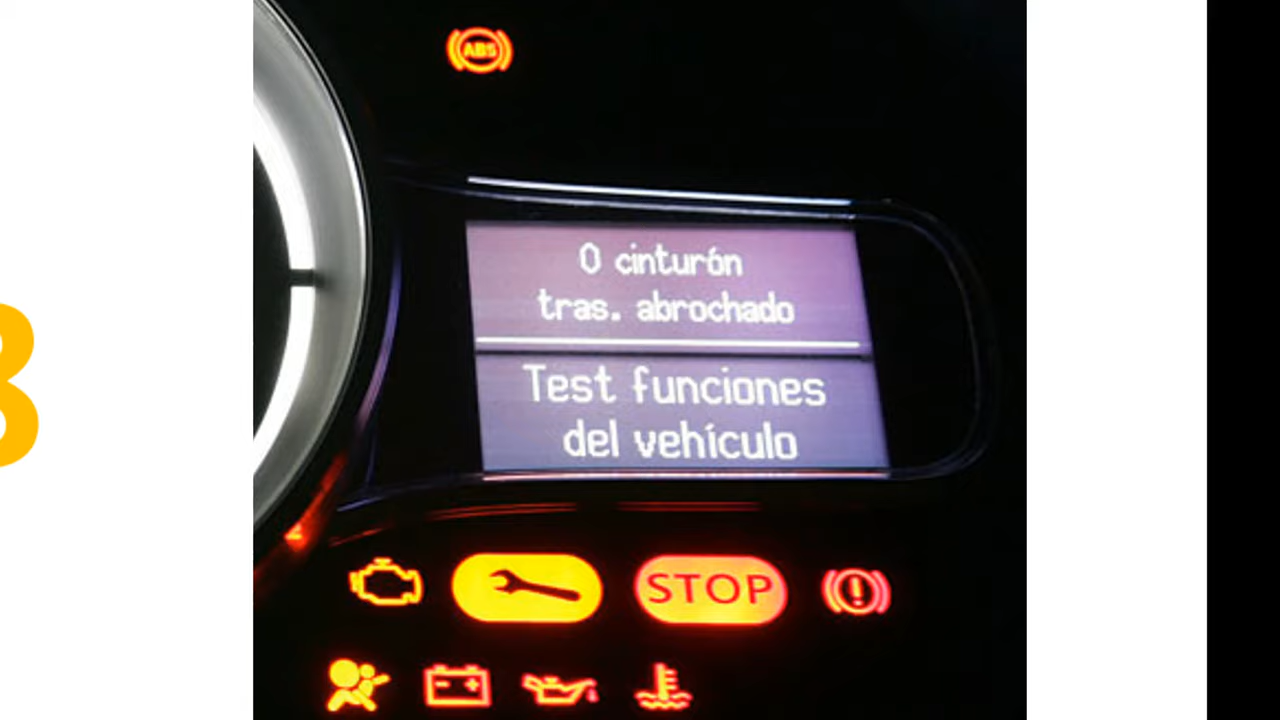 ABS
0 cinturón
tras. abrochado
Test funciones
del vehículo
STOP